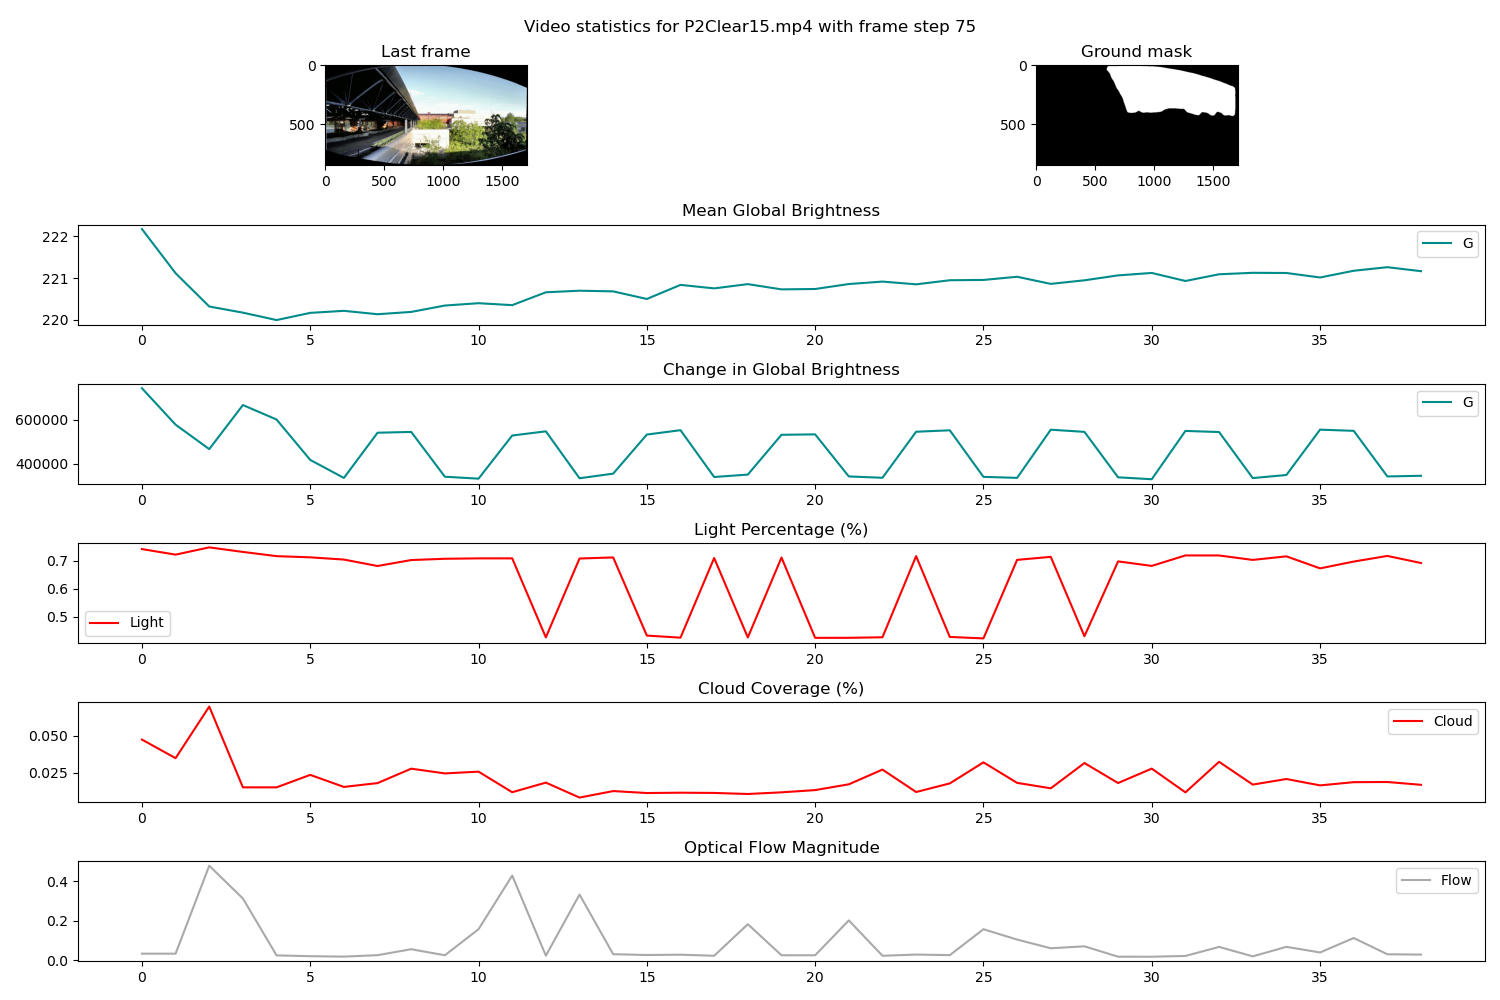 Video statistics for P2Clear15.mp4 with frame step 75
Last frame
Ground mask
0
500
0 500 1000 1500
0
500
0 500 1000 1500
Mean Global Brightness
222
221
220
G
0 5 10 15 20 25 30 35
Change in Global Brightness
600000
400000
G
0 5 10 15 20 25 30 35
Light Percentage (%)
0.7
0.6
0.5
Light
0 5 10 15 20 25 30 35
Cloud Coverage (%)
0.050
0.025
Cloud
0 5 10 15 20 25 30 35
Optical Flow Magnitude
0.4
0.2
0.0
Flow
0 5 10 15 20 25 30 35